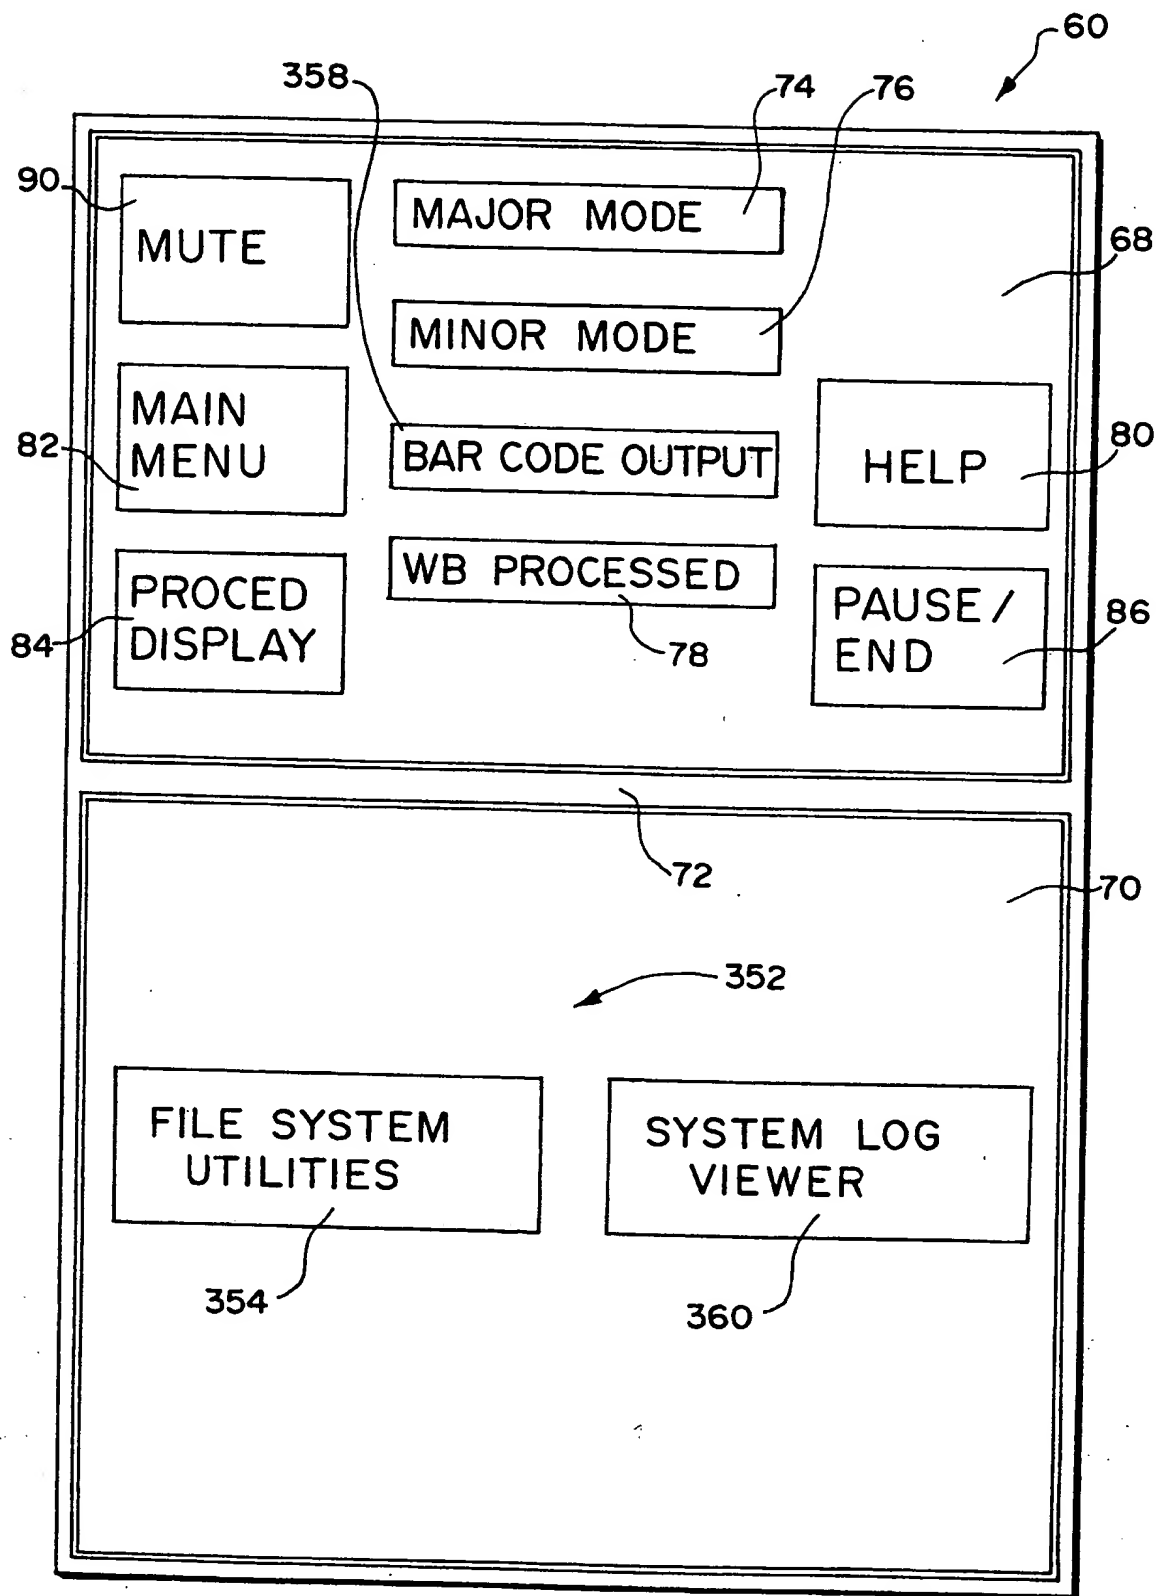 60
358
74
76
90
MUTE
MAJOR MODE
68
MINOR MODE
MAIN
MENU
82
BAR CODE OUTPUT
HELP
80
WB PROCESSED
78
PROCED
DISPLAY
84
PAUSE /
END
86
72
70
352
FILE SYSTEM
UTILITIES
SYSTEM LOG
VIEWER
354
360